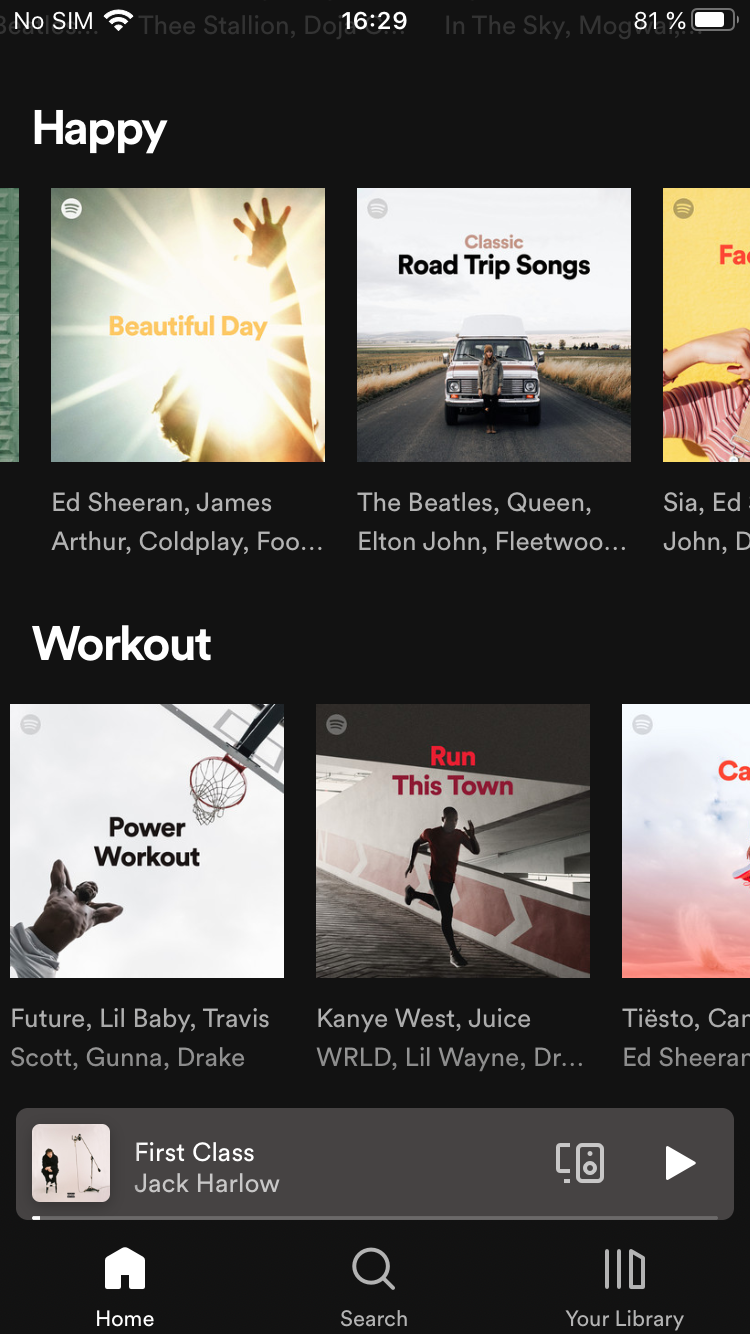 No SIM 16:29 81 %
Beatles... Thee Stallion, Doja C... In The Sky, Mogwai,...
Happy
Beautiful Day
Classic
Road Trip Songs
Ed Sheeran, James
Arthur, Coldplay, Foo...
The Beatles, Queen,
Elton John, Fleetwoo...
Sia, Ed
John, D
Workout
Power
Workout
Run
This Town
Ca
Future, Lil Baby, Travis
Scott, Gunna, Drake
Kanye West, Juice
WRLD, Lil Wayne, Dr...
Tiësto, Car
Ed Sheeran
First Class
Jack Harlow
Home
Search
Your Library